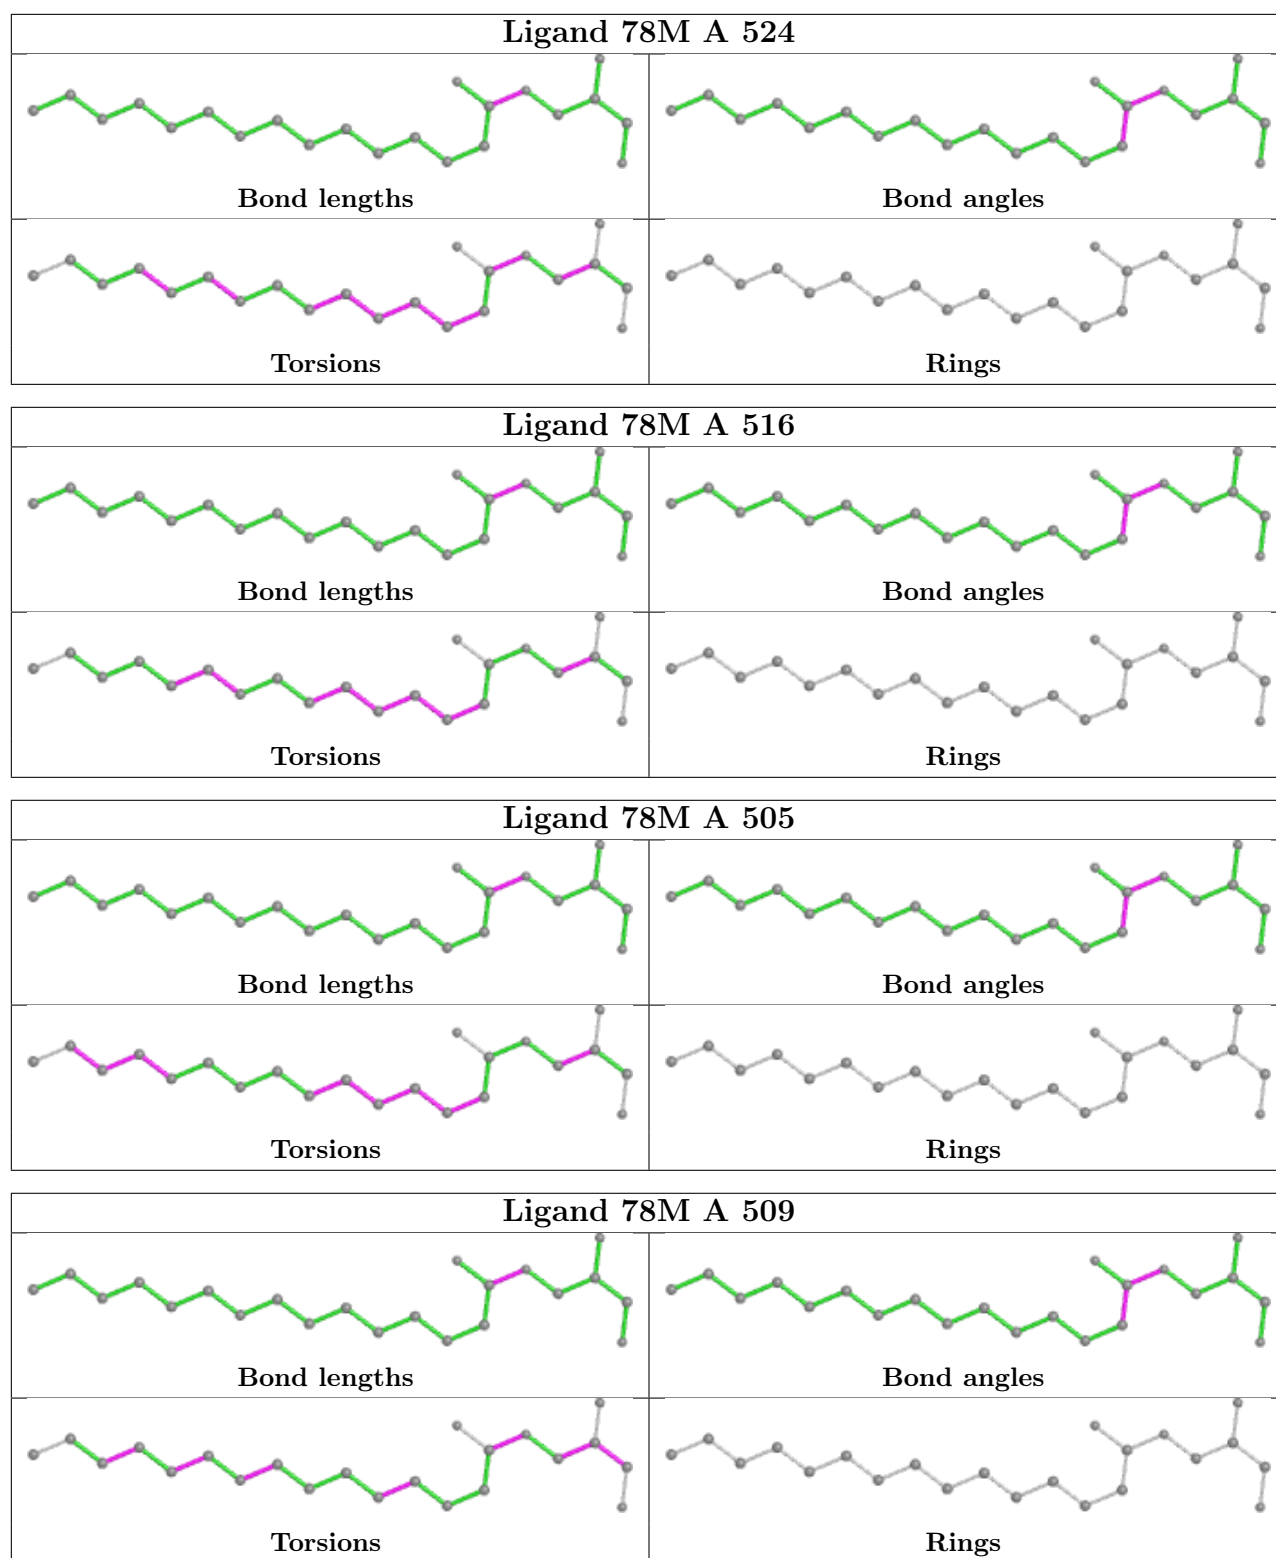 Ligand 78M A 524
Bond lengths
Bond angles
Torsions
Rings
Ligand 78M A 516
Bond lengths
Bond angles
Torsions
Rings
Ligand 78M A 505
Bond lengths
Bond angles
Torsions
Rings
Ligand 78M A 509
Bond lengths
Bond angles
Torsions
Rings